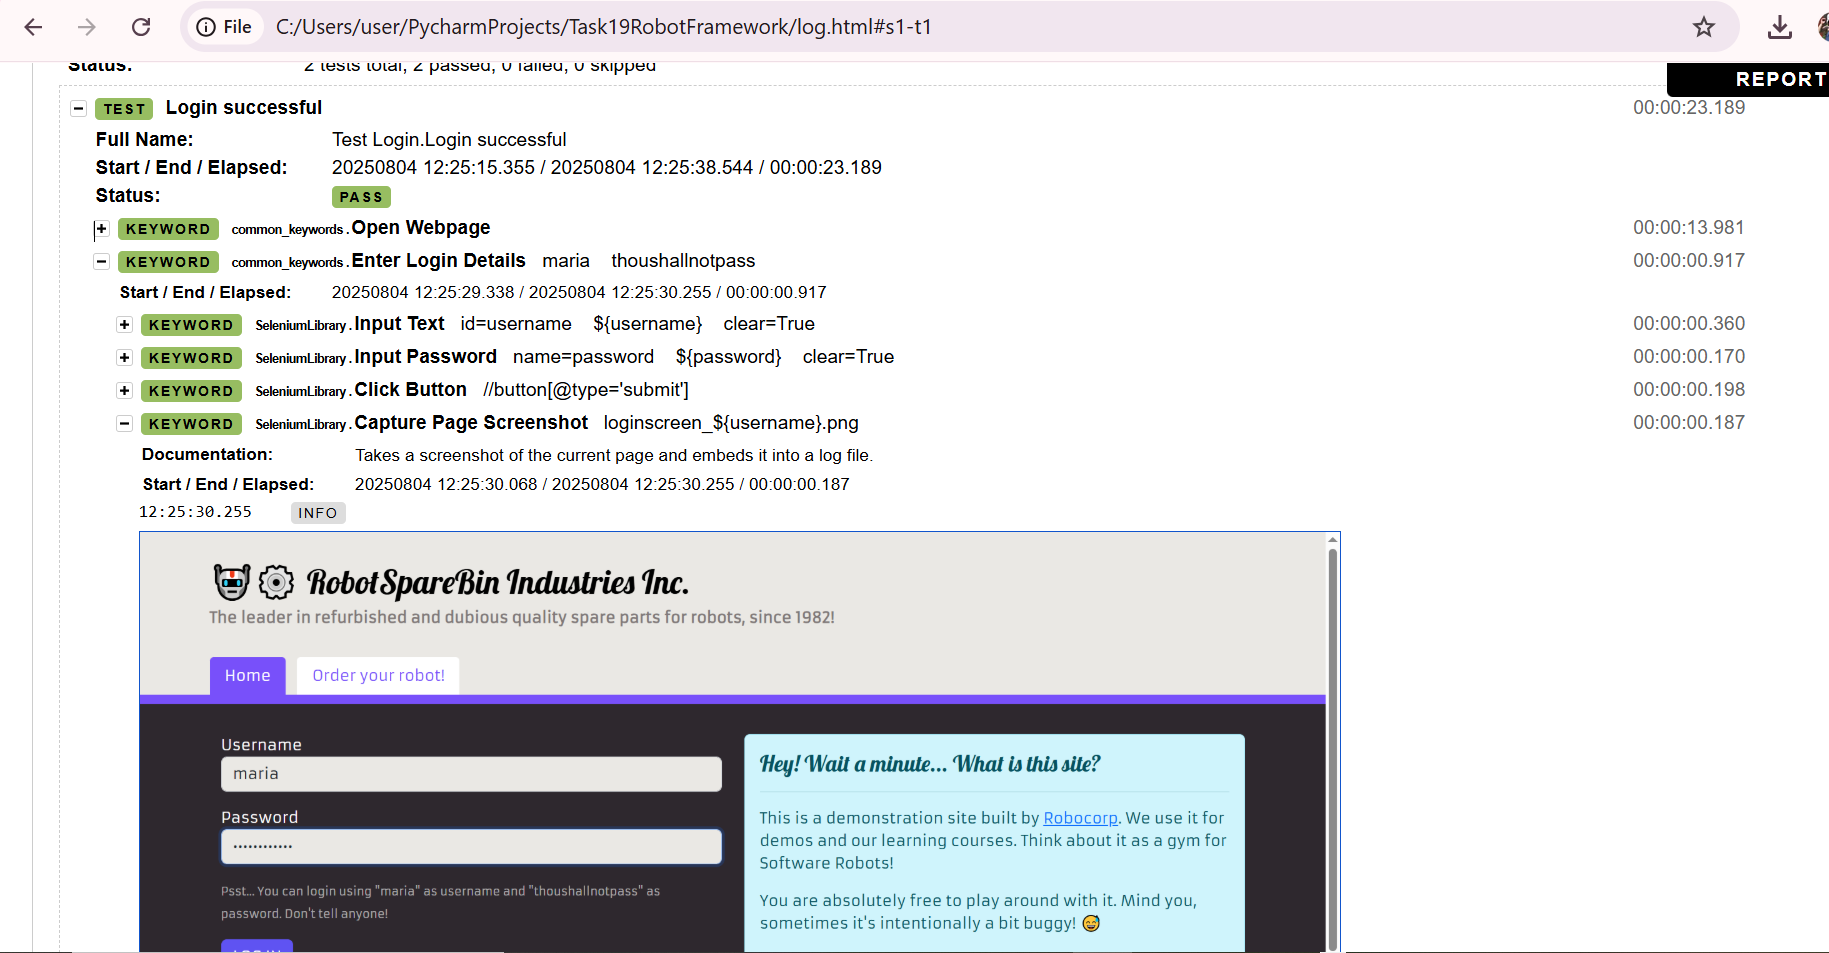 File C:/Users/user/PycharmProjects/Task19RobotFramework/log.html#s1-t1
Status: 2 tests total, 2 passed, 0 failed, 0 skipped
REPORT
TEST Login successful 00:00:23.189
Full Name: Test Login.Login successful
Start / End / Elapsed: 20250804 12:25:15.355 / 20250804 12:25:38.544 / 00:00:23.189
Status: PASS
KEYWORD common_keywords.Open Webpage 00:00:13.981
KEYWORD common_keywords.Enter Login Details maria thoushallnotpass 00:00:00.917
Start / End / Elapsed: 20250804 12:25:29.338 / 20250804 12:25:30.255 / 00:00:00.917
KEYWORD SeleniumLibrary.Input Text id=username ${username} clear=True 00:00:00.360
KEYWORD SeleniumLibrary.Input Password name=password ${password} clear=True 00:00:00.170
KEYWORD SeleniumLibrary.Click Button //button[@type='submit'] 00:00:00.198
KEYWORD SeleniumLibrary.Capture Page Screenshot loginscreen_${username}.png 00:00:00.187
Documentation: Takes a screenshot of the current page and embeds it into a log file.
Start / End / Elapsed: 20250804 12:25:30.068 / 20250804 12:25:30.255 / 00:00:00.187
12:25:30.255 INFO
RobotSpareBin Industries Inc.
The leader in refurbished and dubious quality spare parts for robots, since 1982!
Home Order your robot!
Username
maria
Password
Psst... You can login using "maria" as username and "thoushallnotpass" as
password. Don't tell anyone!
Hey! Wait a minute... What is this site?
This is a demonstration site built by Robocorp. We use it for
demos and our learning courses. Think about it as a gym for
Software Robots!
You are absolutely free to play around with it. Mind you,
sometimes it's intentionally a bit buggy! 😅